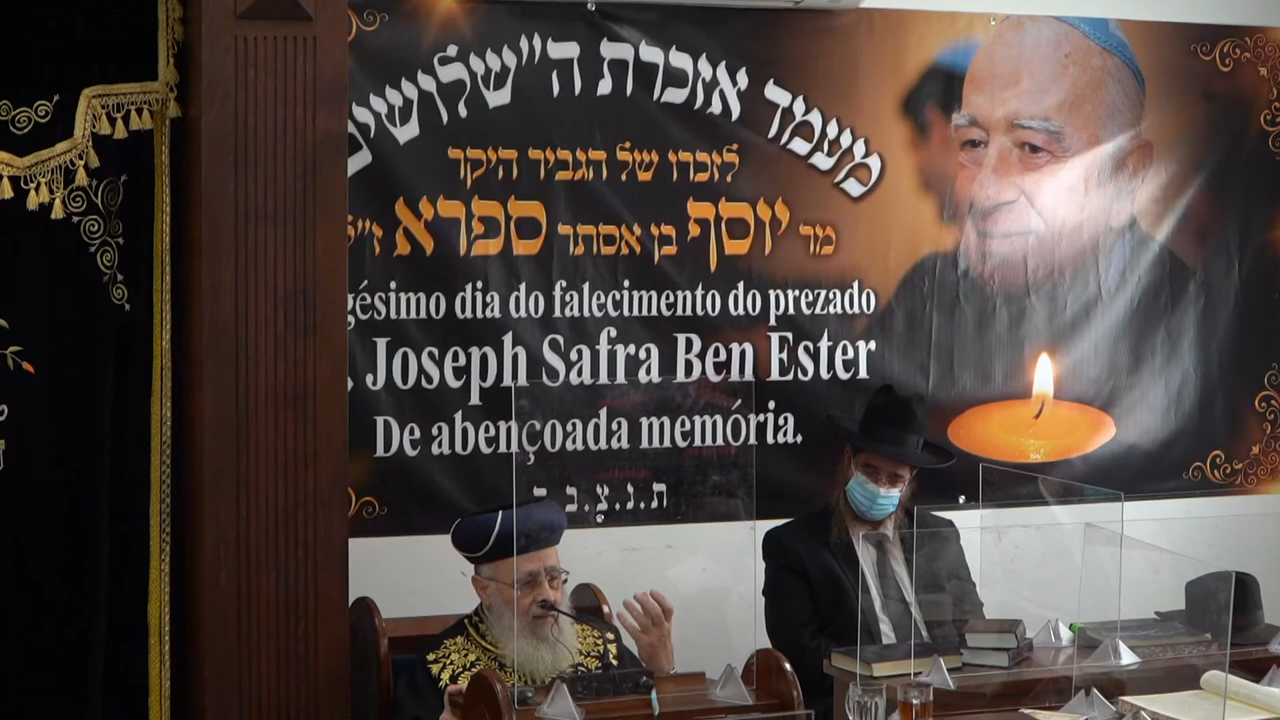 מעמד אזכרת ה"שלושי
לזכרו של הגביר היקר
מר יוסף בן אסתר ספרא ז"
gésimo dia do falecimento do prezado
. Joseph Safra Ben Ester
De abençoada memória.
ת.נ.צ.ב.